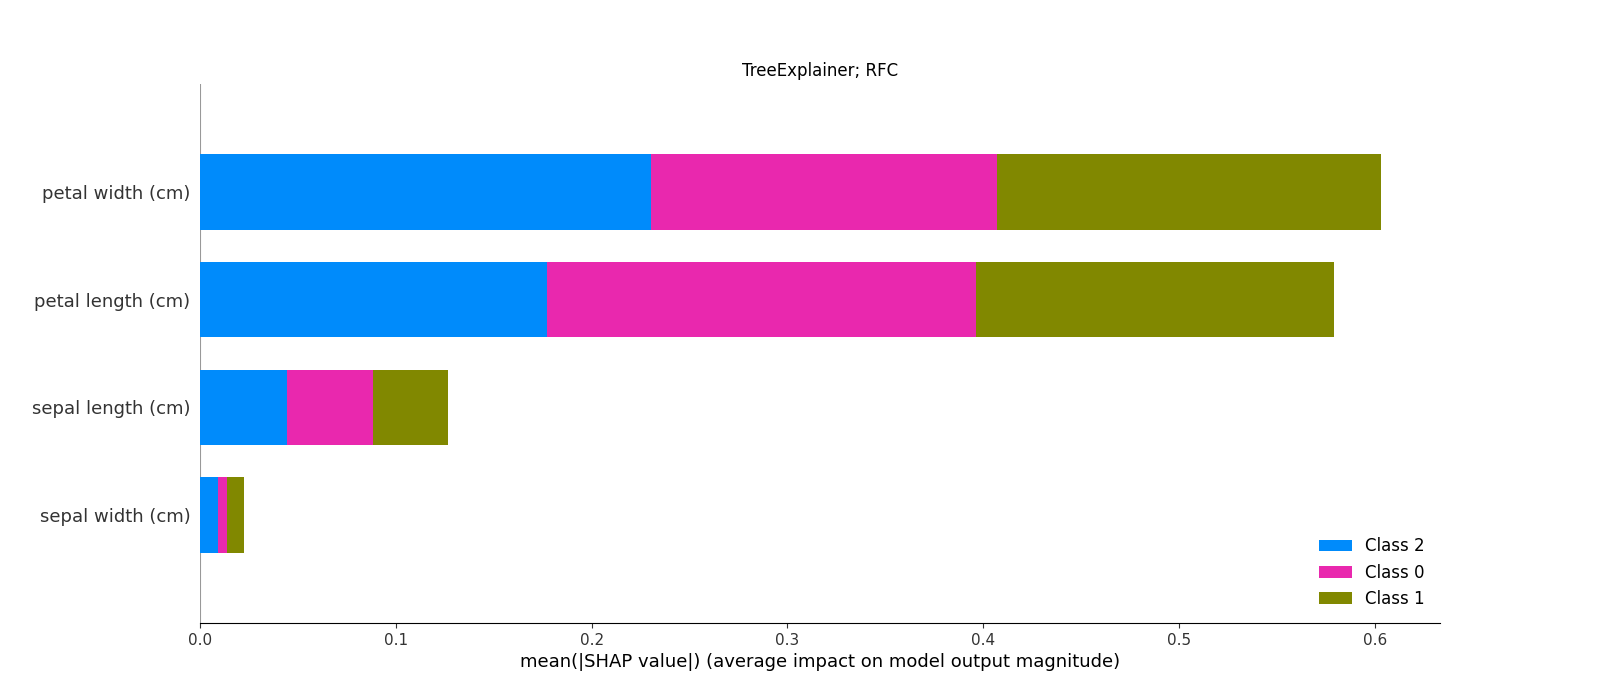 TreeExplainer; RFC
petal width (cm)
petal length (cm)
sepal length (cm)
sepal width (cm)
Class 2
Class 0
Class 1
0.0 0.1 0.2 0.3 0.4 0.5 0.6
mean(|SHAP value|) (average impact on model output magnitude)